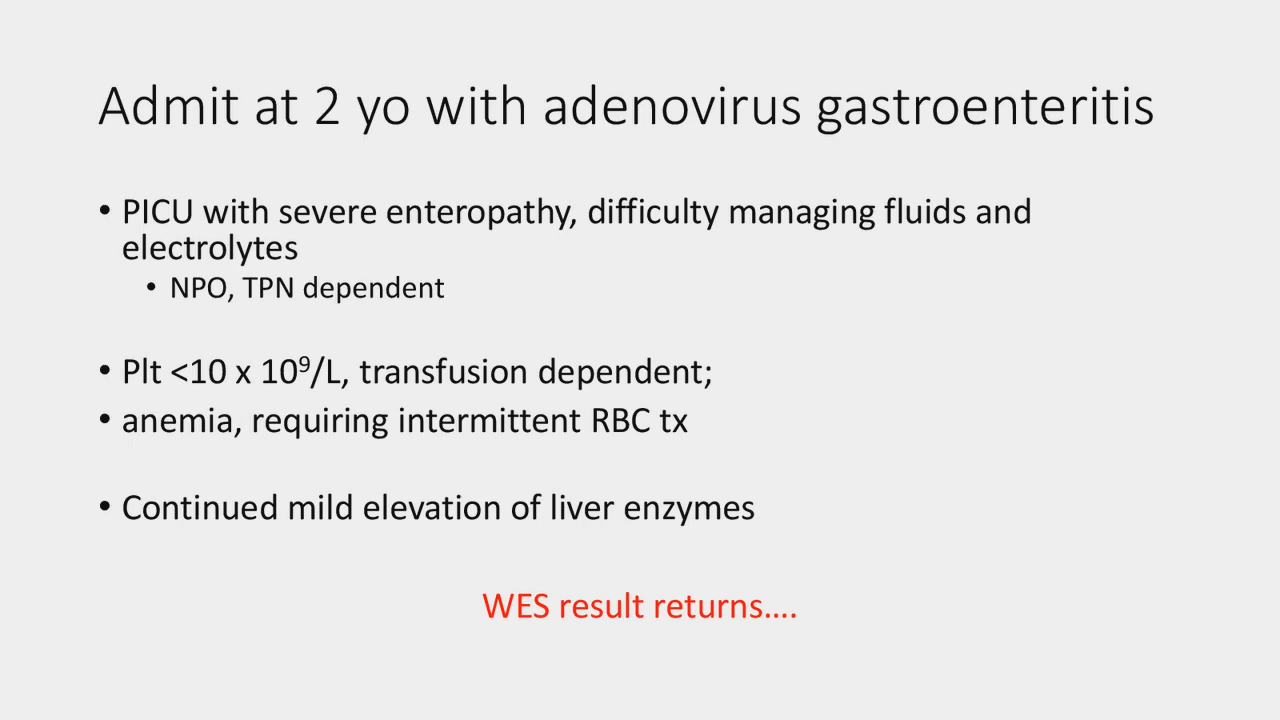 Admit at 2 yo with adenovirus gastroenteritis
• PICU with severe enteropathy, difficulty managing fluids and
electrolytes
• NPO, TPN dependent
• Plt <10 x 10⁹/L, transfusion dependent;
• anemia, requiring intermittent RBC tx
• Continued mild elevation of liver enzymes
WES result returns....